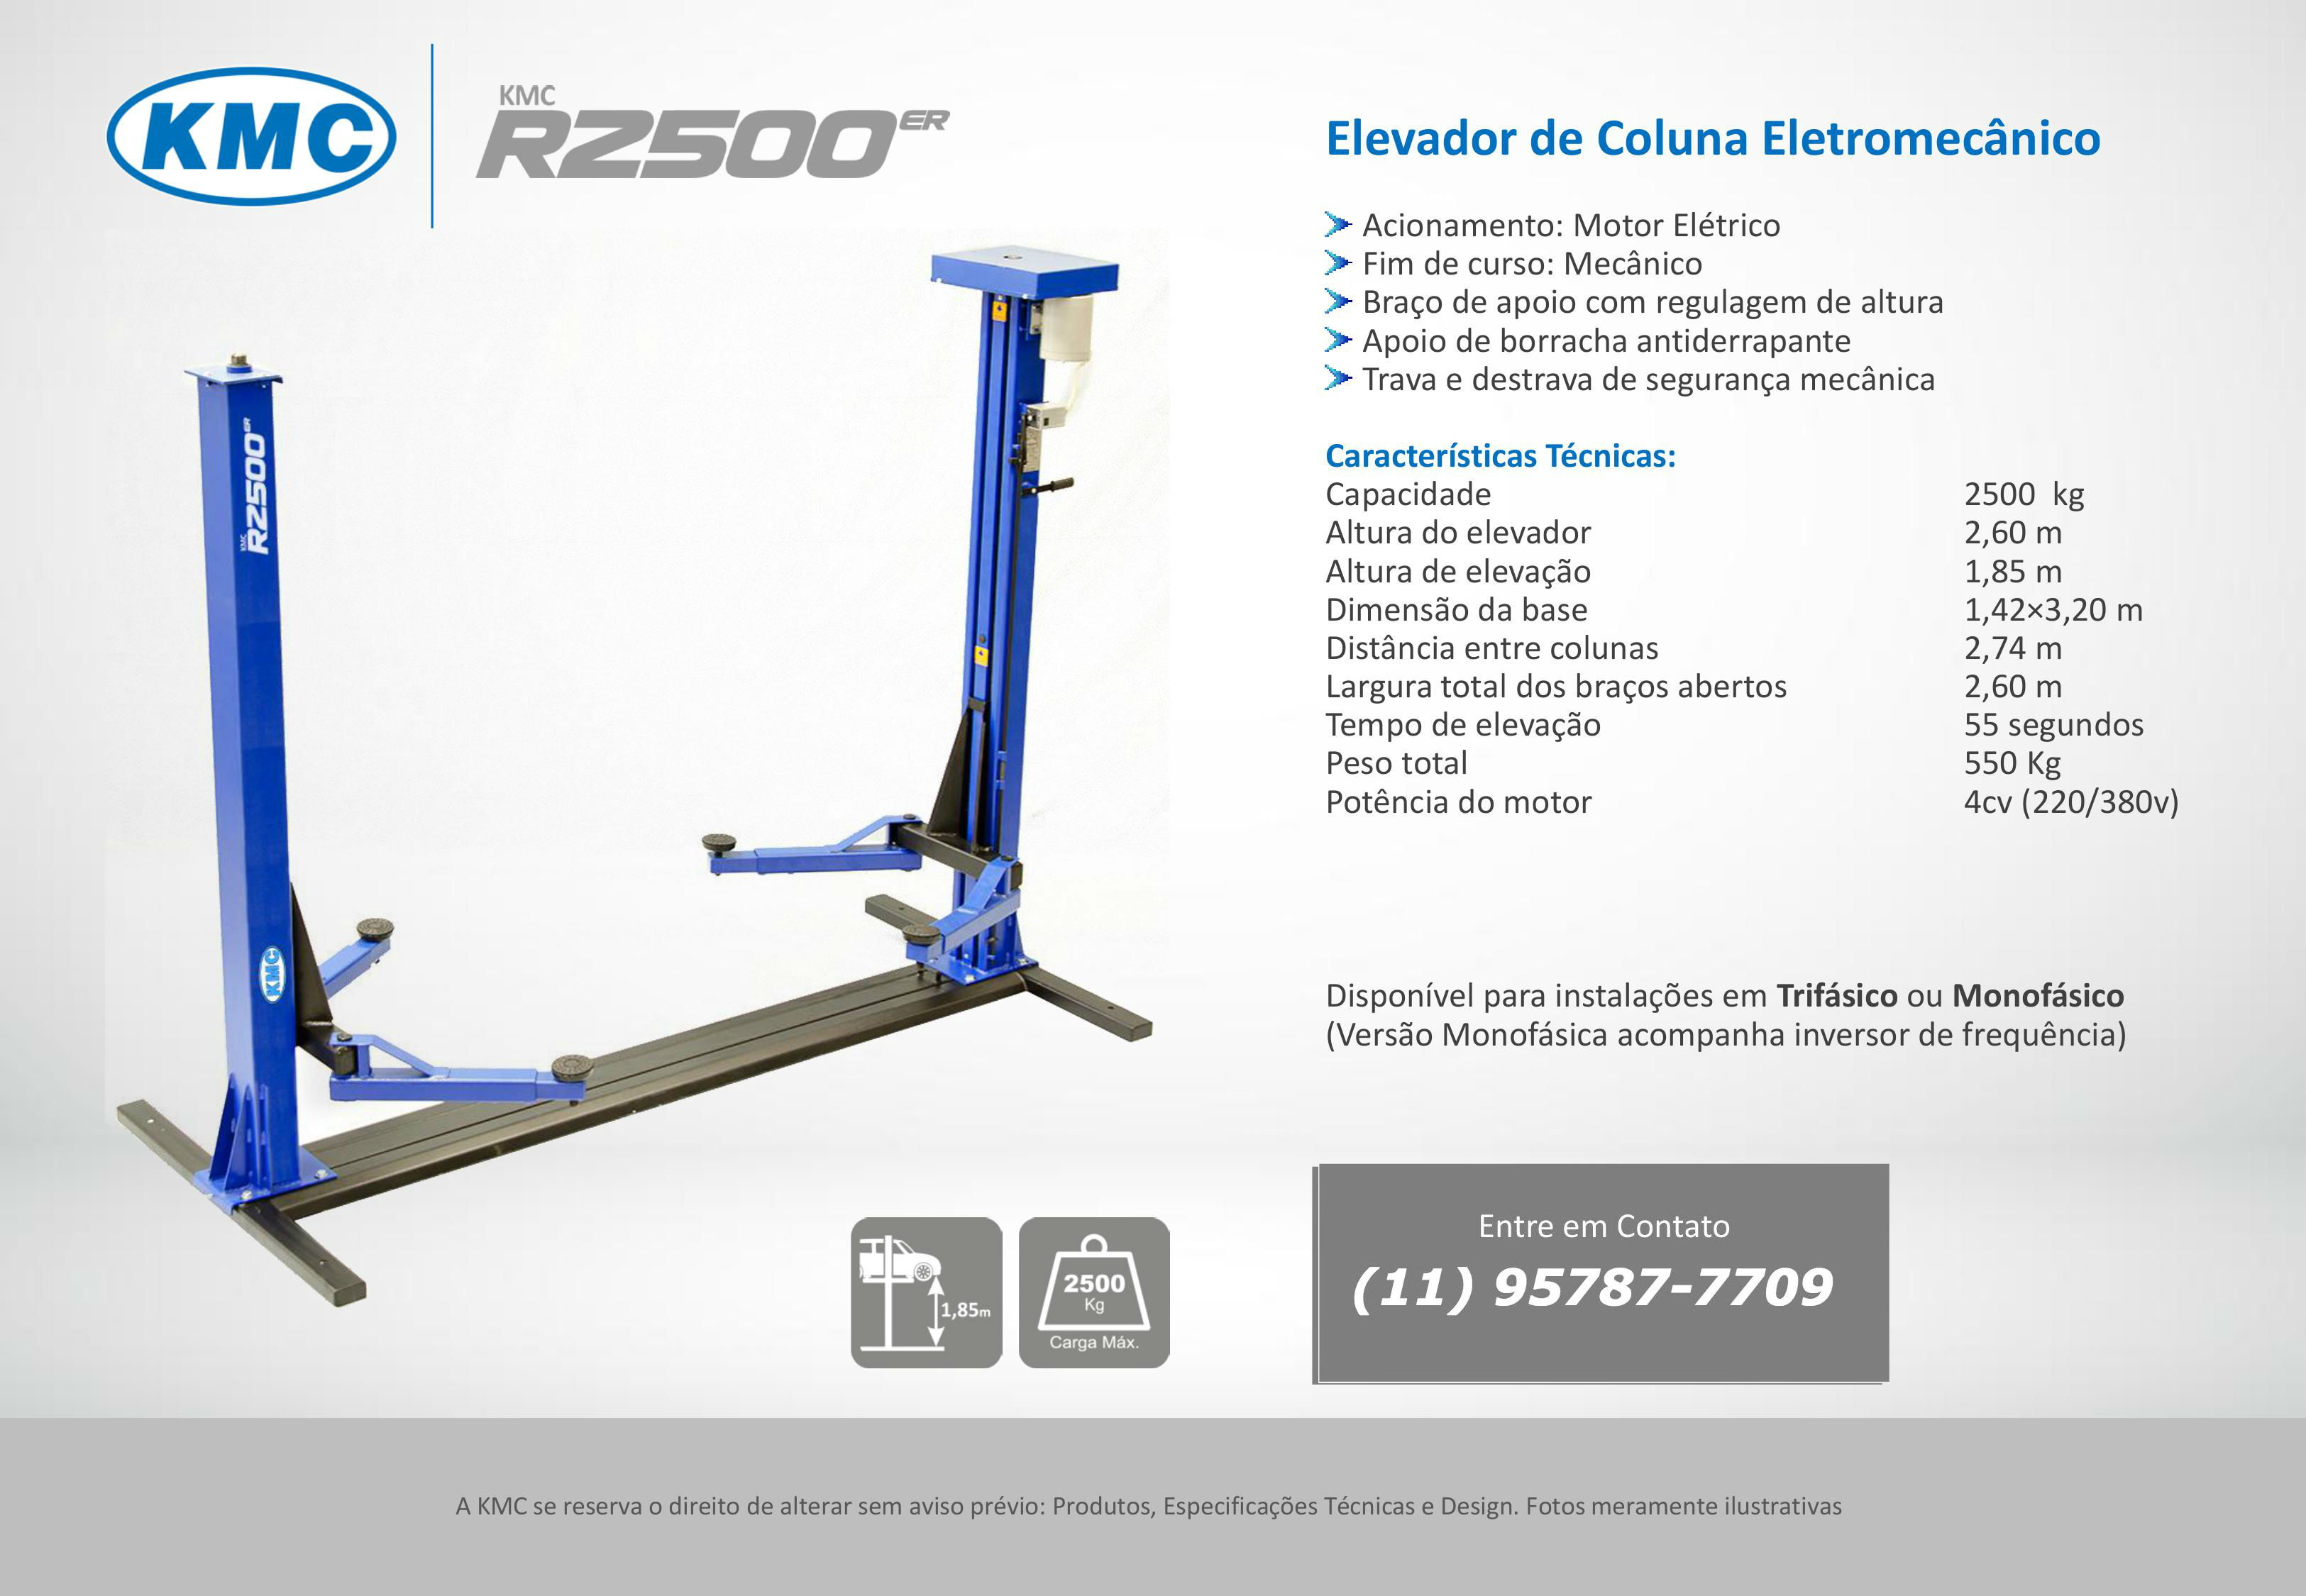 KMC
KMC
R2500ER
Elevador de Coluna Eletromecânico
Acionamento: Motor Elétrico
Fim de curso: Mecânico
Braço de apoio com regulagem de altura
Apoio de borracha antiderrapante
Trava e destrava de segurança mecânica
Características Técnicas:
Capacidade 2500 kg
Altura do elevador 2,60 m
Altura de elevação 1,85 m
Dimensão da base 1,42×3,20 m
Distância entre colunas 2,74 m
Largura total dos braços abertos 2,60 m
Tempo de elevação 55 segundos
Peso total 550 Kg
Potência do motor 4cv (220/380v)
Disponível para instalações em Trifásico ou Monofásico
(Versão Monofásica acompanha inversor de frequência)
KMC
R2500ER
KMC
1,85m
2500
Kg
Carga Máx.
Entre em Contato
(11) 95787-7709
A KMC se reserva o direito de alterar sem aviso prévio: Produtos, Especificações Técnicas e Design. Fotos meramente ilustrativas